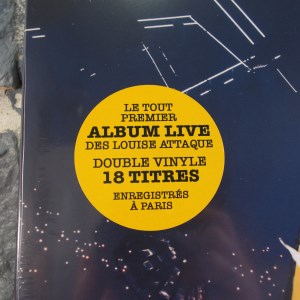 LE TOUT
PREMIER
ALBUM LIVE
DES LOUISE ATTAQUE
DOUBLE VINYLE
18 TITRES
ENREGISTRÉS
À PARIS